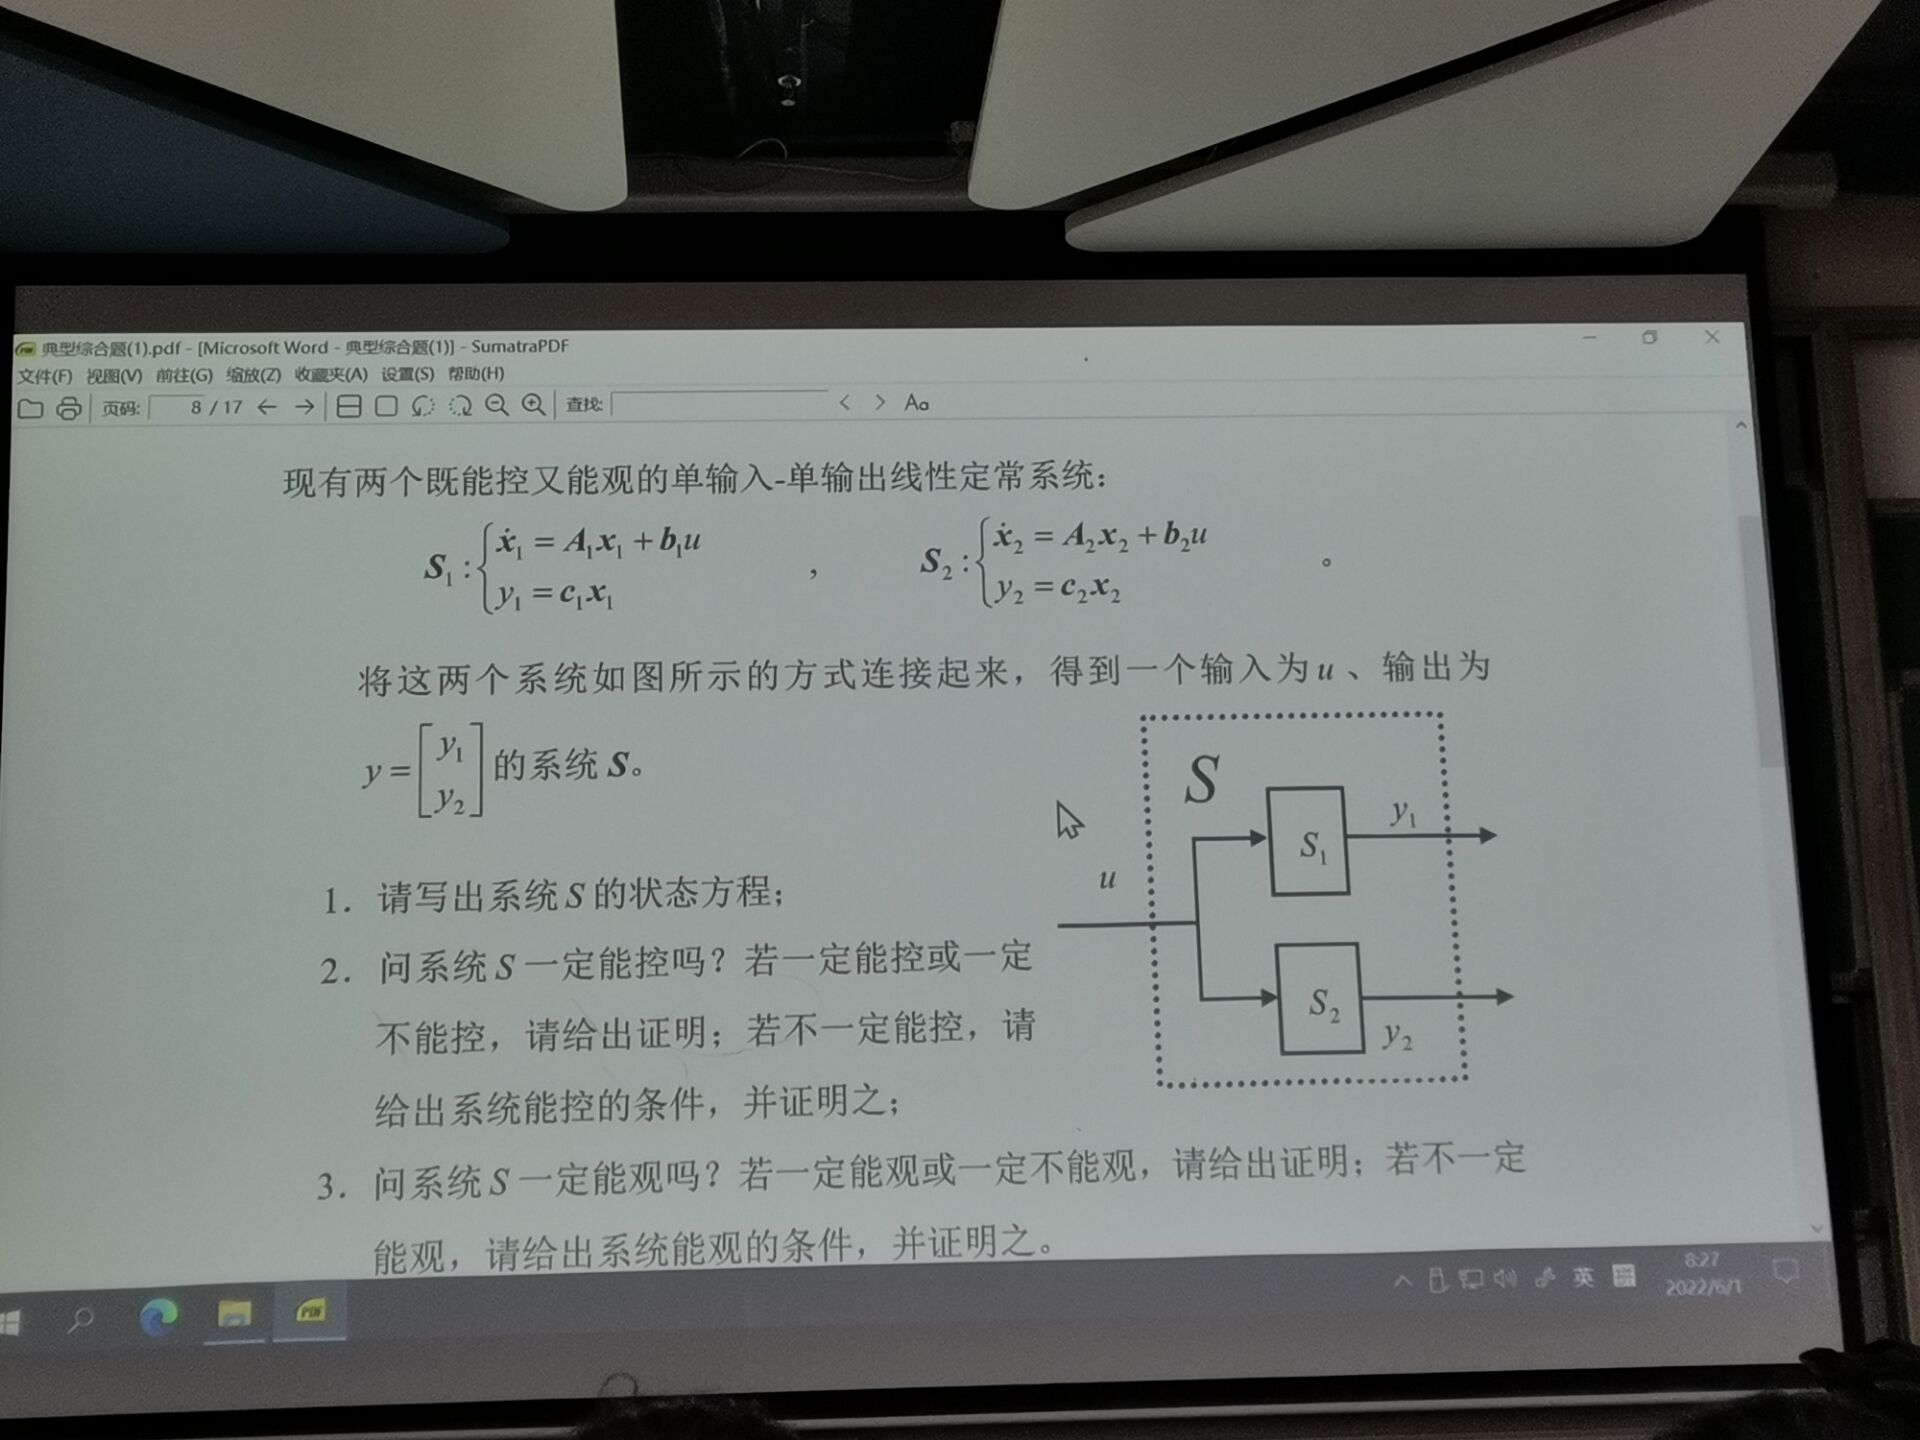 典型综合题(1).pdf - [Microsoft Word - 典型综合题(1)] - SumatraPDF
文件(F) 视图(V) 前往(G) 缩放(Z) 收藏夹(A) 设置(S) 帮助(H)
页码: 8 / 17 查找: Aa
现有两个既能控又能观的单输入-单输出线性定常系统：
S₁ : { ẋ₁ = A₁x₁ + b₁u
y₁ = c₁x₁ ，
S₂ : { ẋ₂ = A₂x₂ + b₂u
y₂ = c₂x₂ 。
将这两个系统如图所示的方式连接起来，得到一个输入为 u 、输出为
y = [ y₁ y₂ ] 的系统 S。
1. 请写出系统 S 的状态方程；
2. 问系统 S 一定能控吗？若一定能控或一定
不能控，请给出证明；若不一定能控，请
给出系统能控的条件，并证明之；
3. 问系统 S 一定能观吗？若一定能观或一定不能观，请给出证明；若不一定
能观，请给出系统能观的条件，并证明之。
S
u
S₁
y₁
S₂
y₂
PDF
英
8:27
2022/6/1